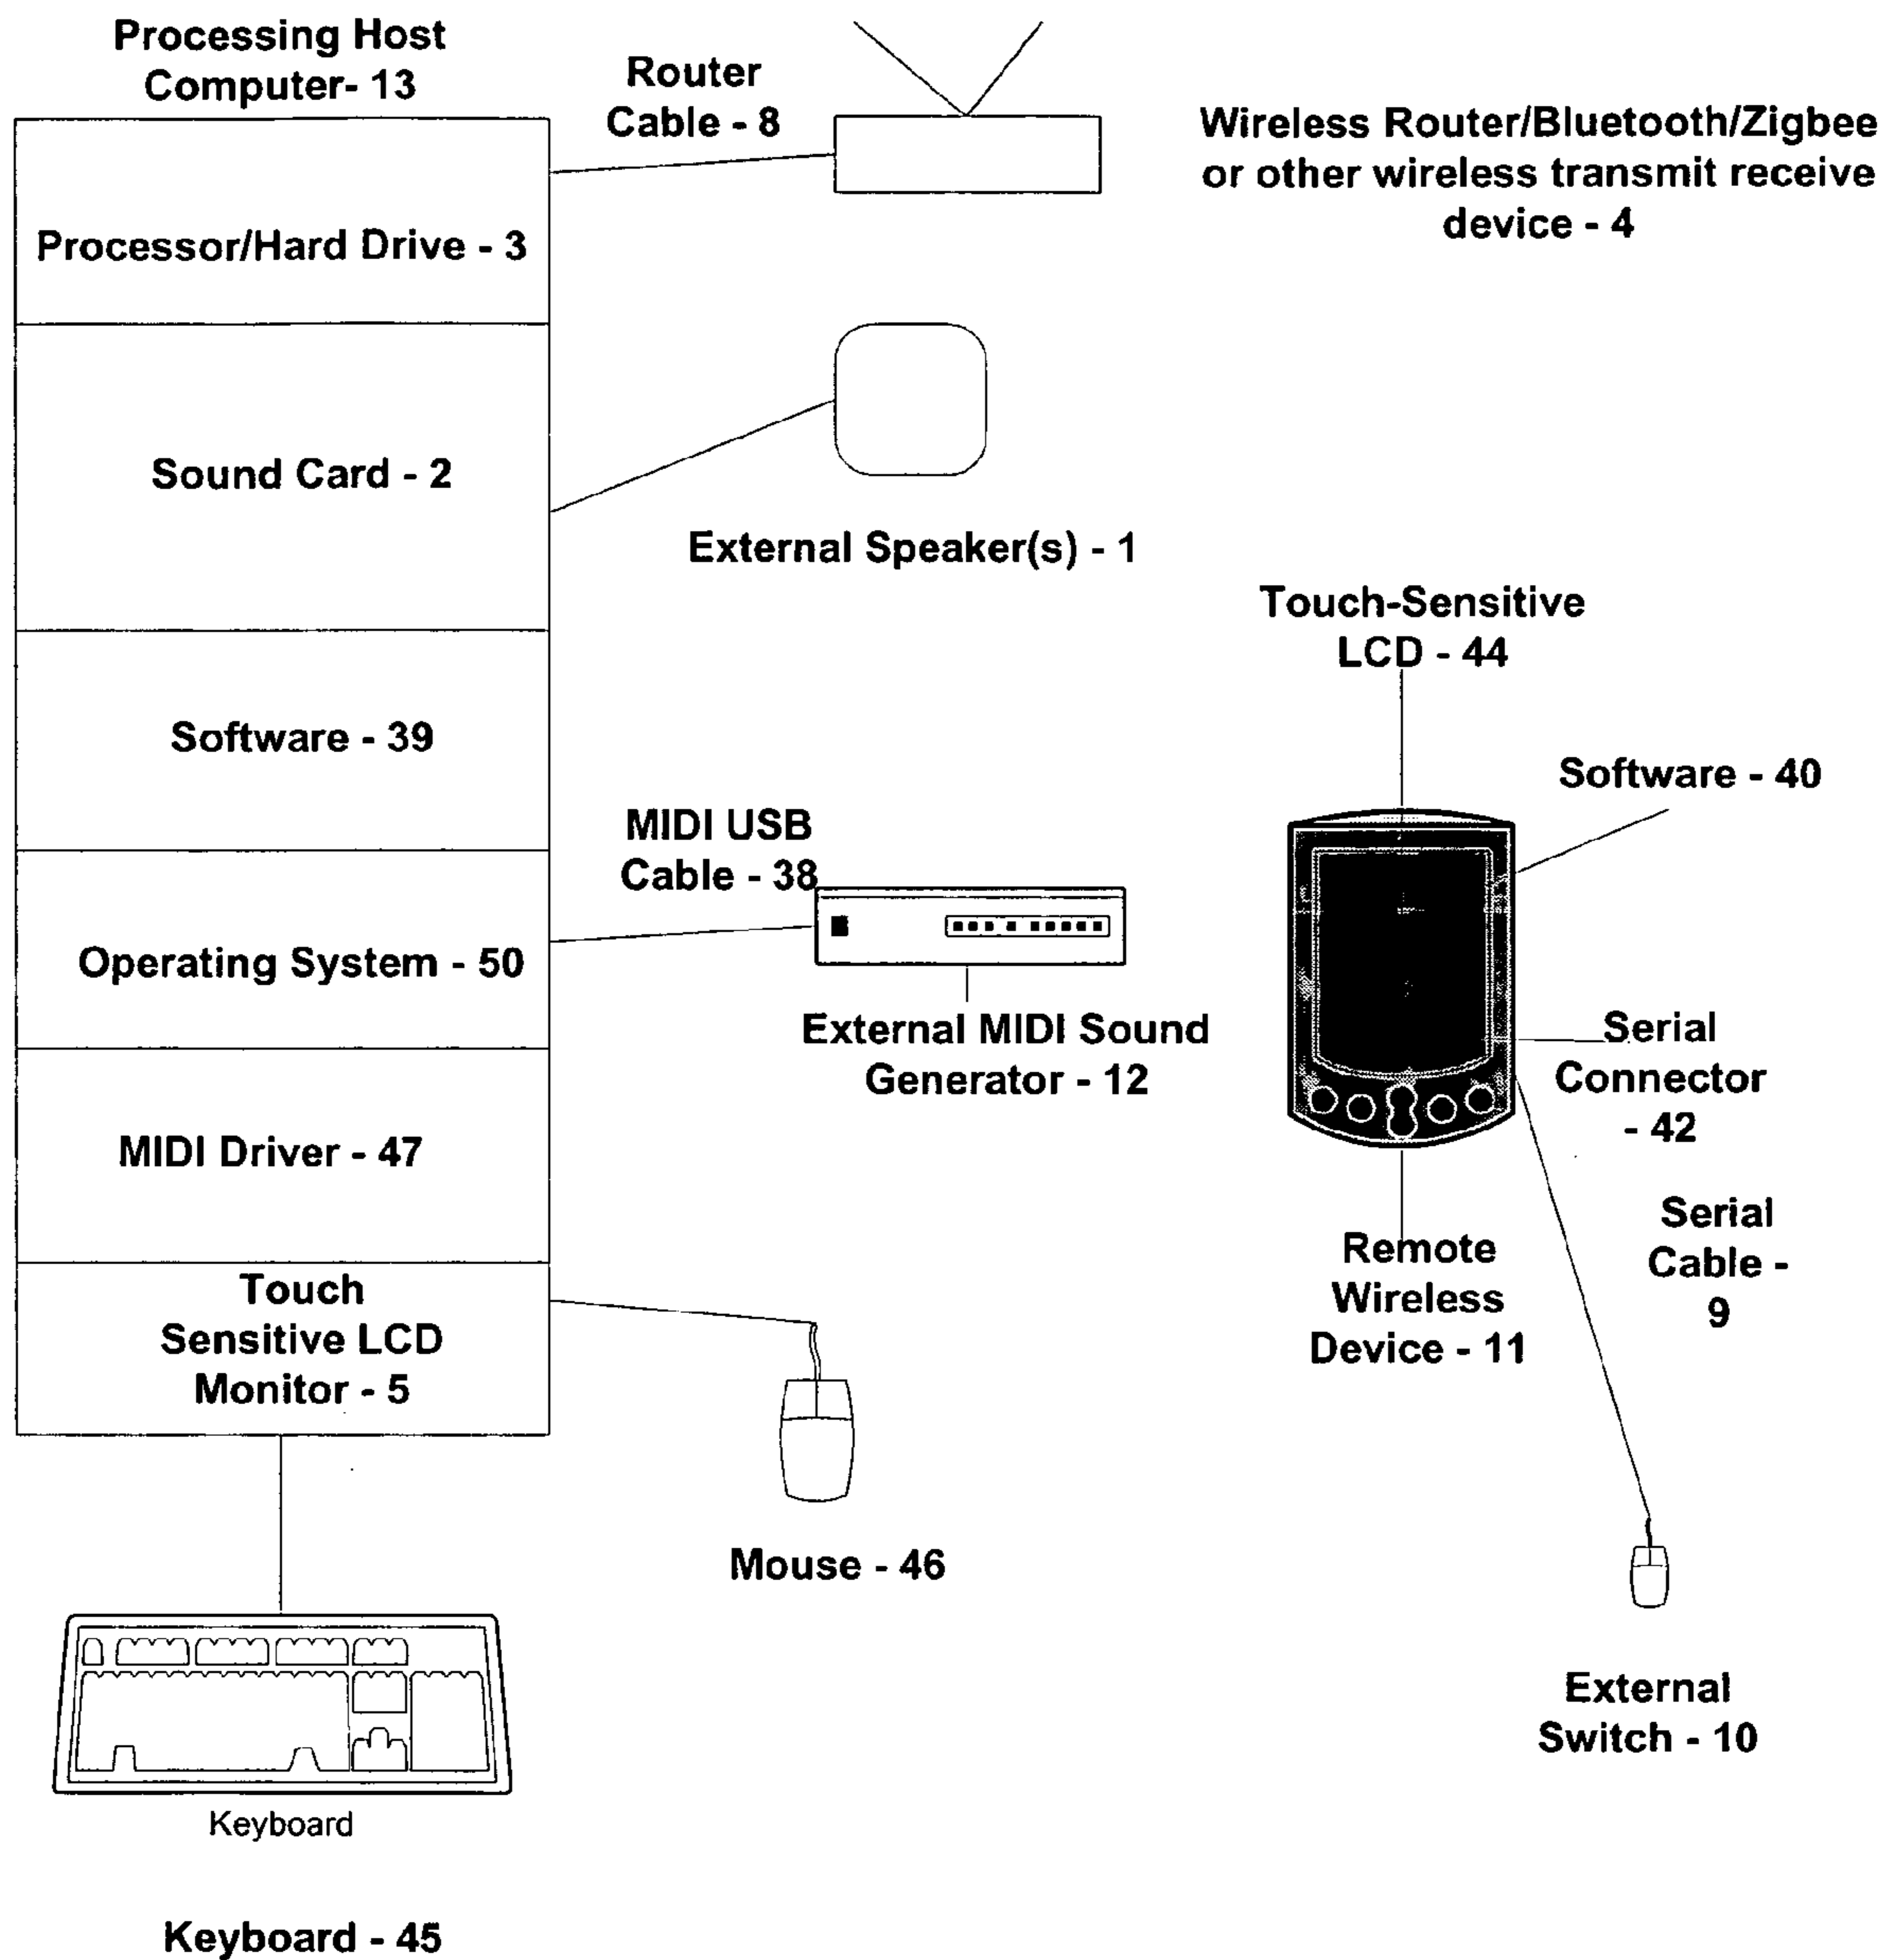 Processing Host
Computer- 13
Router
Cable - 8
Wireless Router/Bluetooth/Zigbee
or other wireless transmit receive
device - 4
Processor/Hard Drive - 3
Sound Card - 2
External Speaker(s) - 1
Touch-Sensitive
LCD - 44
Software - 39
Software - 40
MIDI USB
Cable - 38
Operating System - 50
External MIDI Sound
Generator - 12
Serial
Connector
- 42
MIDI Driver - 47
Serial
Cable -
9
Remote
Wireless
Device - 11
Touch
Sensitive LCD
Monitor - 5
Mouse - 46
External
Switch - 10
Keyboard
Keyboard - 45